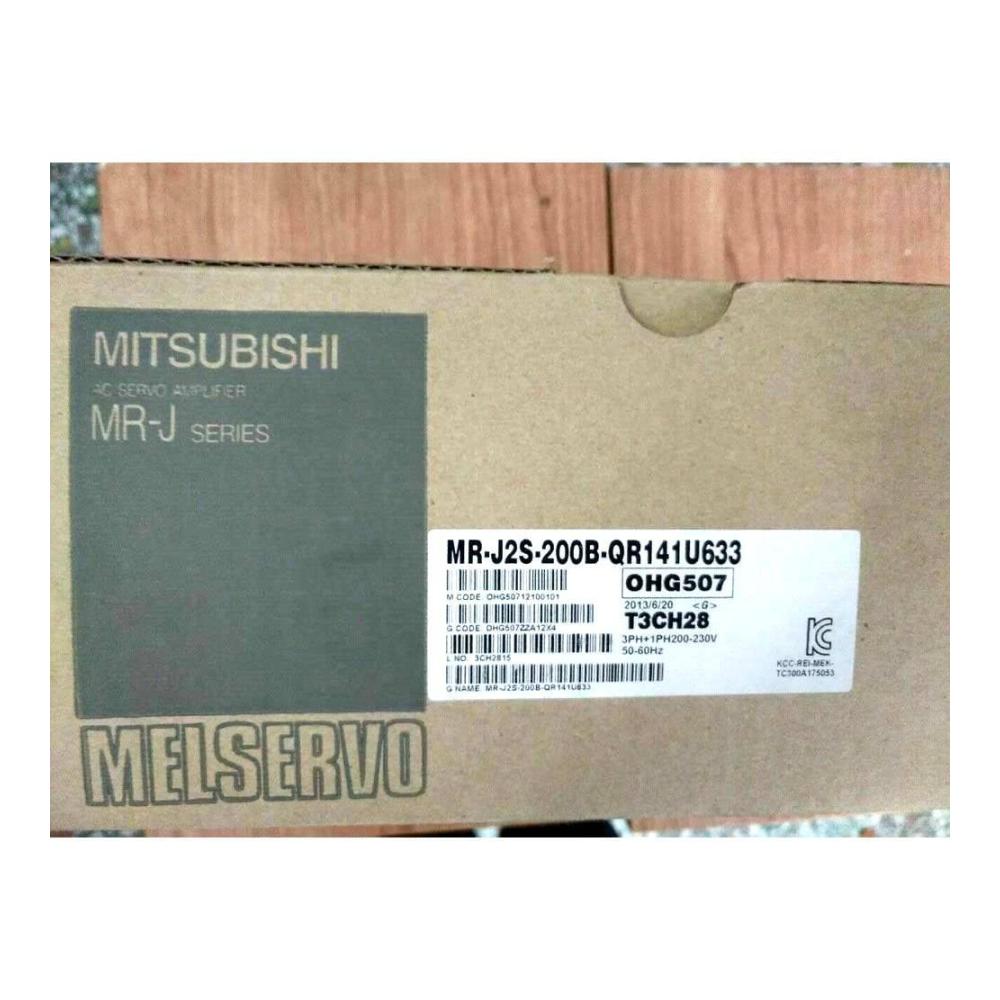 MITSUBISHI
AC SERVO AMPLIFIER
MR-J SERIES
MELSERVO
MR-J2S-200B-QR141U633
OHG507
M CODE: OHG50712100101
2013/6/20 <G>
T3CH28
G CODE: OHG507ZZA12X4
3PH+1PH200-230V
50-60Hz
L NO. 3CH2815
KCC-REI-MEK-
TC300A175053
G NAME: MR-J2S-200B-QR141U633